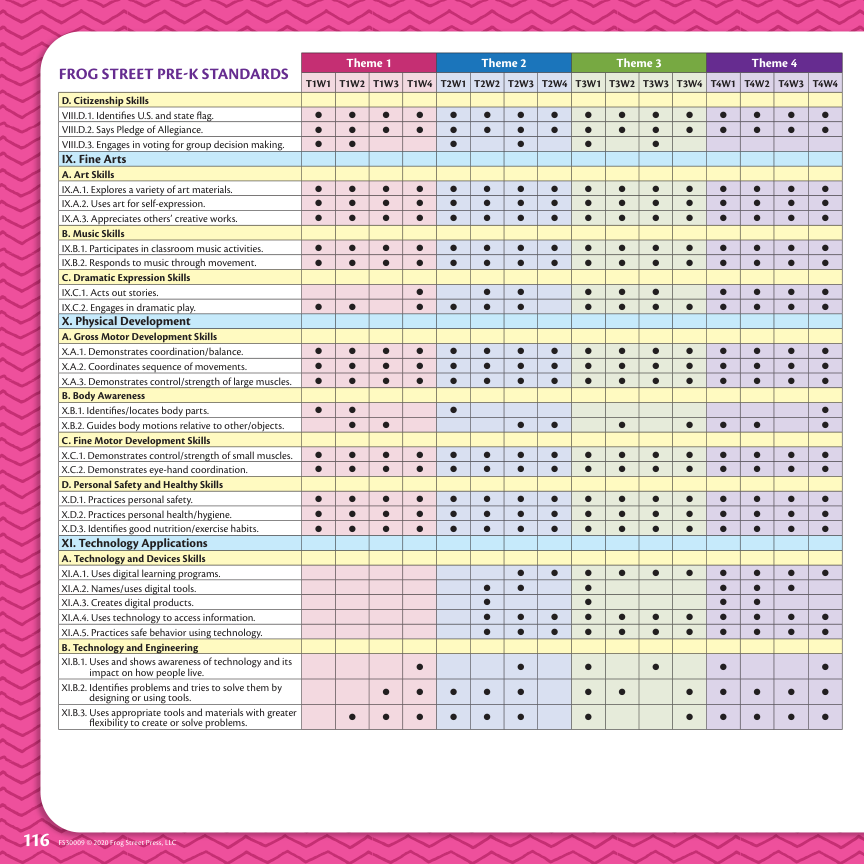 Theme 1 Theme 2 Theme 3 Theme 4
FROG STREET PRE-K STANDARDS
T1W1 T1W2 T1W3 T1W4 T2W1 T2W2 T2W3 T2W4 T3W1 T3W2 T3W3 T3W4 T4W1 T4W2 T4W3 T4W4
D. Citizenship Skills
VIII.D.1. Identifies U.S. and state flag.
VIII.D.2. Says Pledge of Allegiance.
VIII.D.3. Engages in voting for group decision making.
IX. Fine Arts
A. Art Skills
IX.A.1. Explores a variety of art materials.
IX.A.2. Uses art for self-expression.
IX.A.3. Appreciates others’ creative works.
B. Music Skills
IX.B.1. Participates in classroom music activities.
IX.B.2. Responds to music through movement.
C. Dramatic Expression Skills
IX.C.1. Acts out stories.
IX.C.2. Engages in dramatic play.
X. Physical Development
A. Gross Motor Development Skills
X.A.1. Demonstrates coordination/balance.
X.A.2. Coordinates sequence of movements.
X.A.3. Demonstrates control/strength of large muscles.
B. Body Awareness
X.B.1. Identifies/locates body parts.
X.B.2. Guides body motions relative to other/objects.
C. Fine Motor Development Skills
X.C.1. Demonstrates control/strength of small muscles.
X.C.2. Demonstrates eye-hand coordination.
D. Personal Safety and Healthy Skills
X.D.1. Practices personal safety.
X.D.2. Practices personal health/hygiene.
X.D.3. Identifies good nutrition/exercise habits.
XI. Technology Applications
A. Technology and Devices Skills
XI.A.1. Uses digital learning programs.
XI.A.2. Names/uses digital tools.
XI.A.3. Creates digital products.
XI.A.4. Uses technology to access information.
XI.A.5. Practices safe behavior using technology.
B. Technology and Engineering
XI.B.1. Uses and shows awareness of technology and its
impact on how people live.
XI.B.2. Identifies problems and tries to solve them by
designing or using tools.
XI.B.3. Uses appropriate tools and materials with greater
flexibility to create or solve problems.
116 FS30009 © 2020 Frog Street Press, LLC